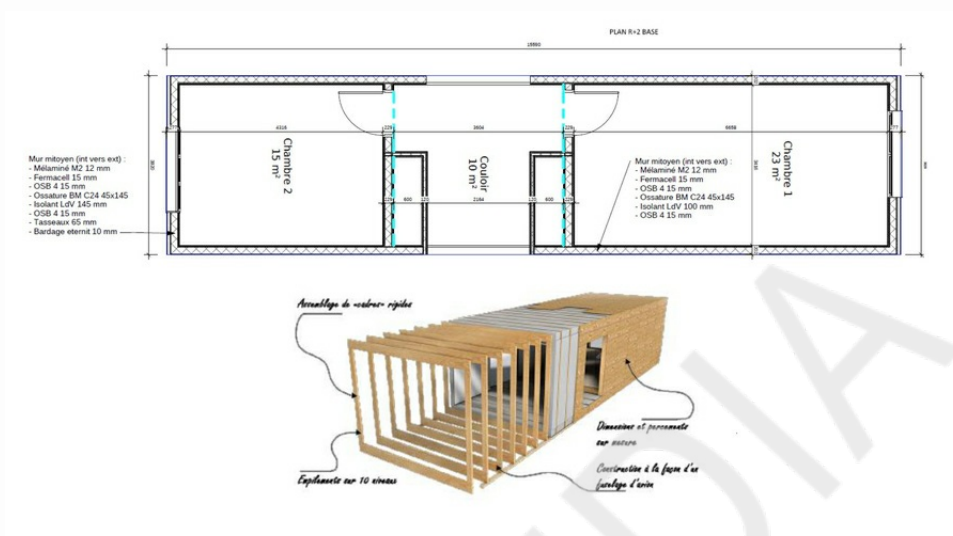 PLAN R+2 BASE
Chambre 2
15 m²
Couloir
10 m²
Chambre 1
23 m²
Mur mitoyen (int vers ext) :
- Mélaminé M2 12 mm
- Fermacell 15 mm
- OSB 4 15 mm
- Ossature BM C24 45x145
- Isolant LdV 145 mm
- OSB 4 15 mm
- Tasseaux 65 mm
- Bardage eternit 10 mm
Mur mitoyen (int vers ext) :
- Mélaminé M2 12 mm
- Fermacell 15 mm
- OSB 4 15 mm
- Ossature BM C24 45x145
- Isolant LdV 100 mm
- OSB 4 15 mm
600
2184
600
Assemblage de «cadres» rigides
Dimensions et percements
sur mesure
Construction à la façon d'un
fuselage d'avion
Empilements sur 10 niveaux
DIA